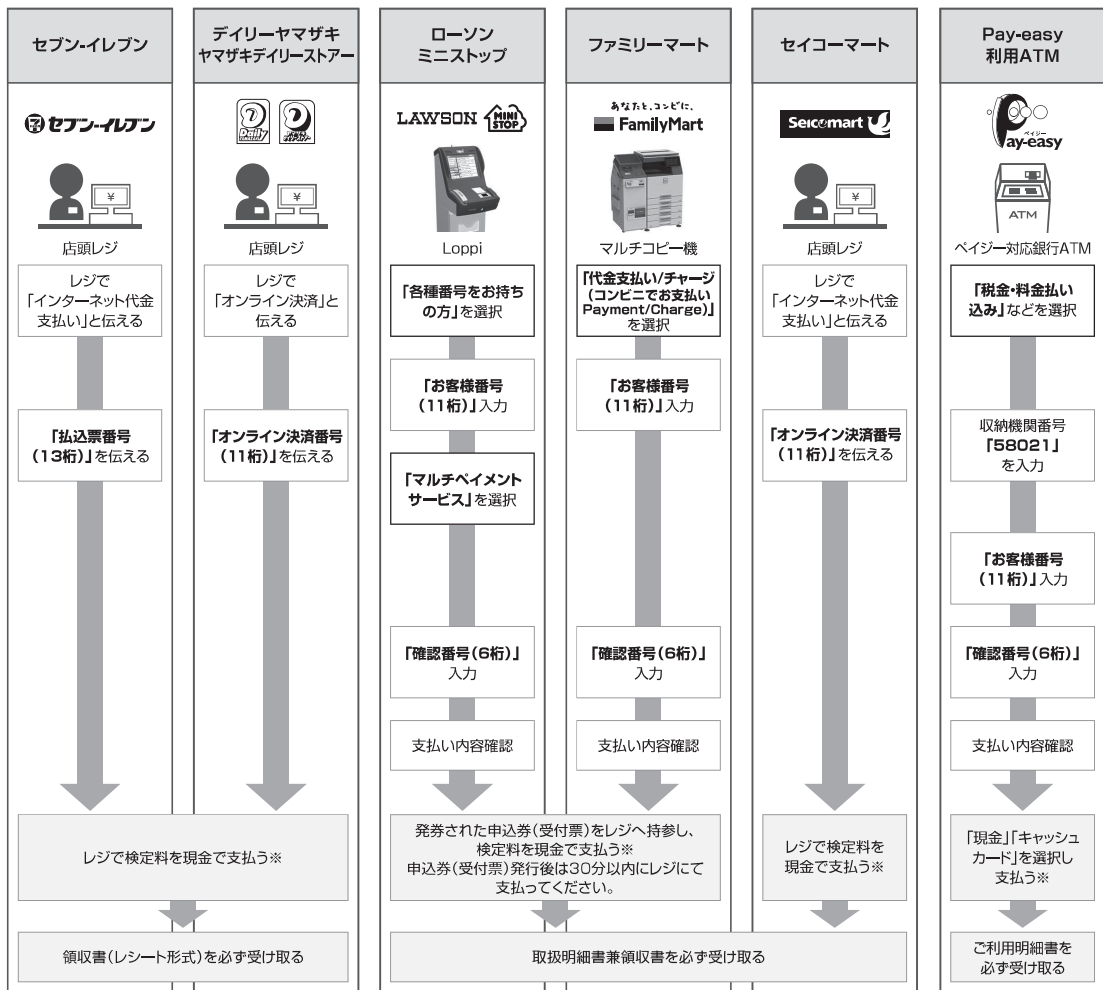 セブン-イレブン
セブン-イレブン
¥
店頭レジ
レジで
「インターネット代金
支払い」と伝える
「払込票番号
(13桁)」を伝える
デイリーヤマザキ
ヤマザキデイリーストアー
Daily
¥
店頭レジ
レジで
「オンライン決済」と
伝える
「オンライン決済番号
(11桁)」を伝える
レジで検定料を現金で支払う※
領収書(レシート形式)を必ず受け取る
ローソン
ミニストップ
LAWSON
MINI
STOP
Loppi
「各種番号をお持ち
の方」を選択
「お客様番号
(11桁)」入力
「マルチペイメント
サービス」を選択
「確認番号(6桁)」
入力
支払い内容確認
ファミリーマート
あなたと、コンビに、
FamilyMart
マルチコピー機
「代金支払い/チャージ
(コンビニでお支払い
Payment/Charge)」
を選択
「お客様番号
(11桁)」入力
「確認番号(6桁)」
入力
支払い内容確認
発券された申込券(受付票)をレジへ持参し、
検定料を現金で支払う※
申込券(受付票)発行後は30分以内にレジにて
支払ってください。
セイコーマート
Seicomart
¥
店頭レジ
レジで
「インターネット代金
支払い」と伝える
「オンライン決済番号
(11桁)」を伝える
レジで検定料を
現金で支払う※
取扱明細書兼領収書を必ず受け取る
Pay-easy
利用ATM
ペイジー
Pay-easy
ATM
ペイジー対応銀行ATM
「税金・料金払い
込み」などを選択
収納機関番号
「58021」
を入力
「お客様番号
(11桁)」入力
「確認番号(6桁)」
入力
支払い内容確認
「現金」「キャッシュ
カード」を選択し
支払う※
ご利用明細書を
必ず受け取る